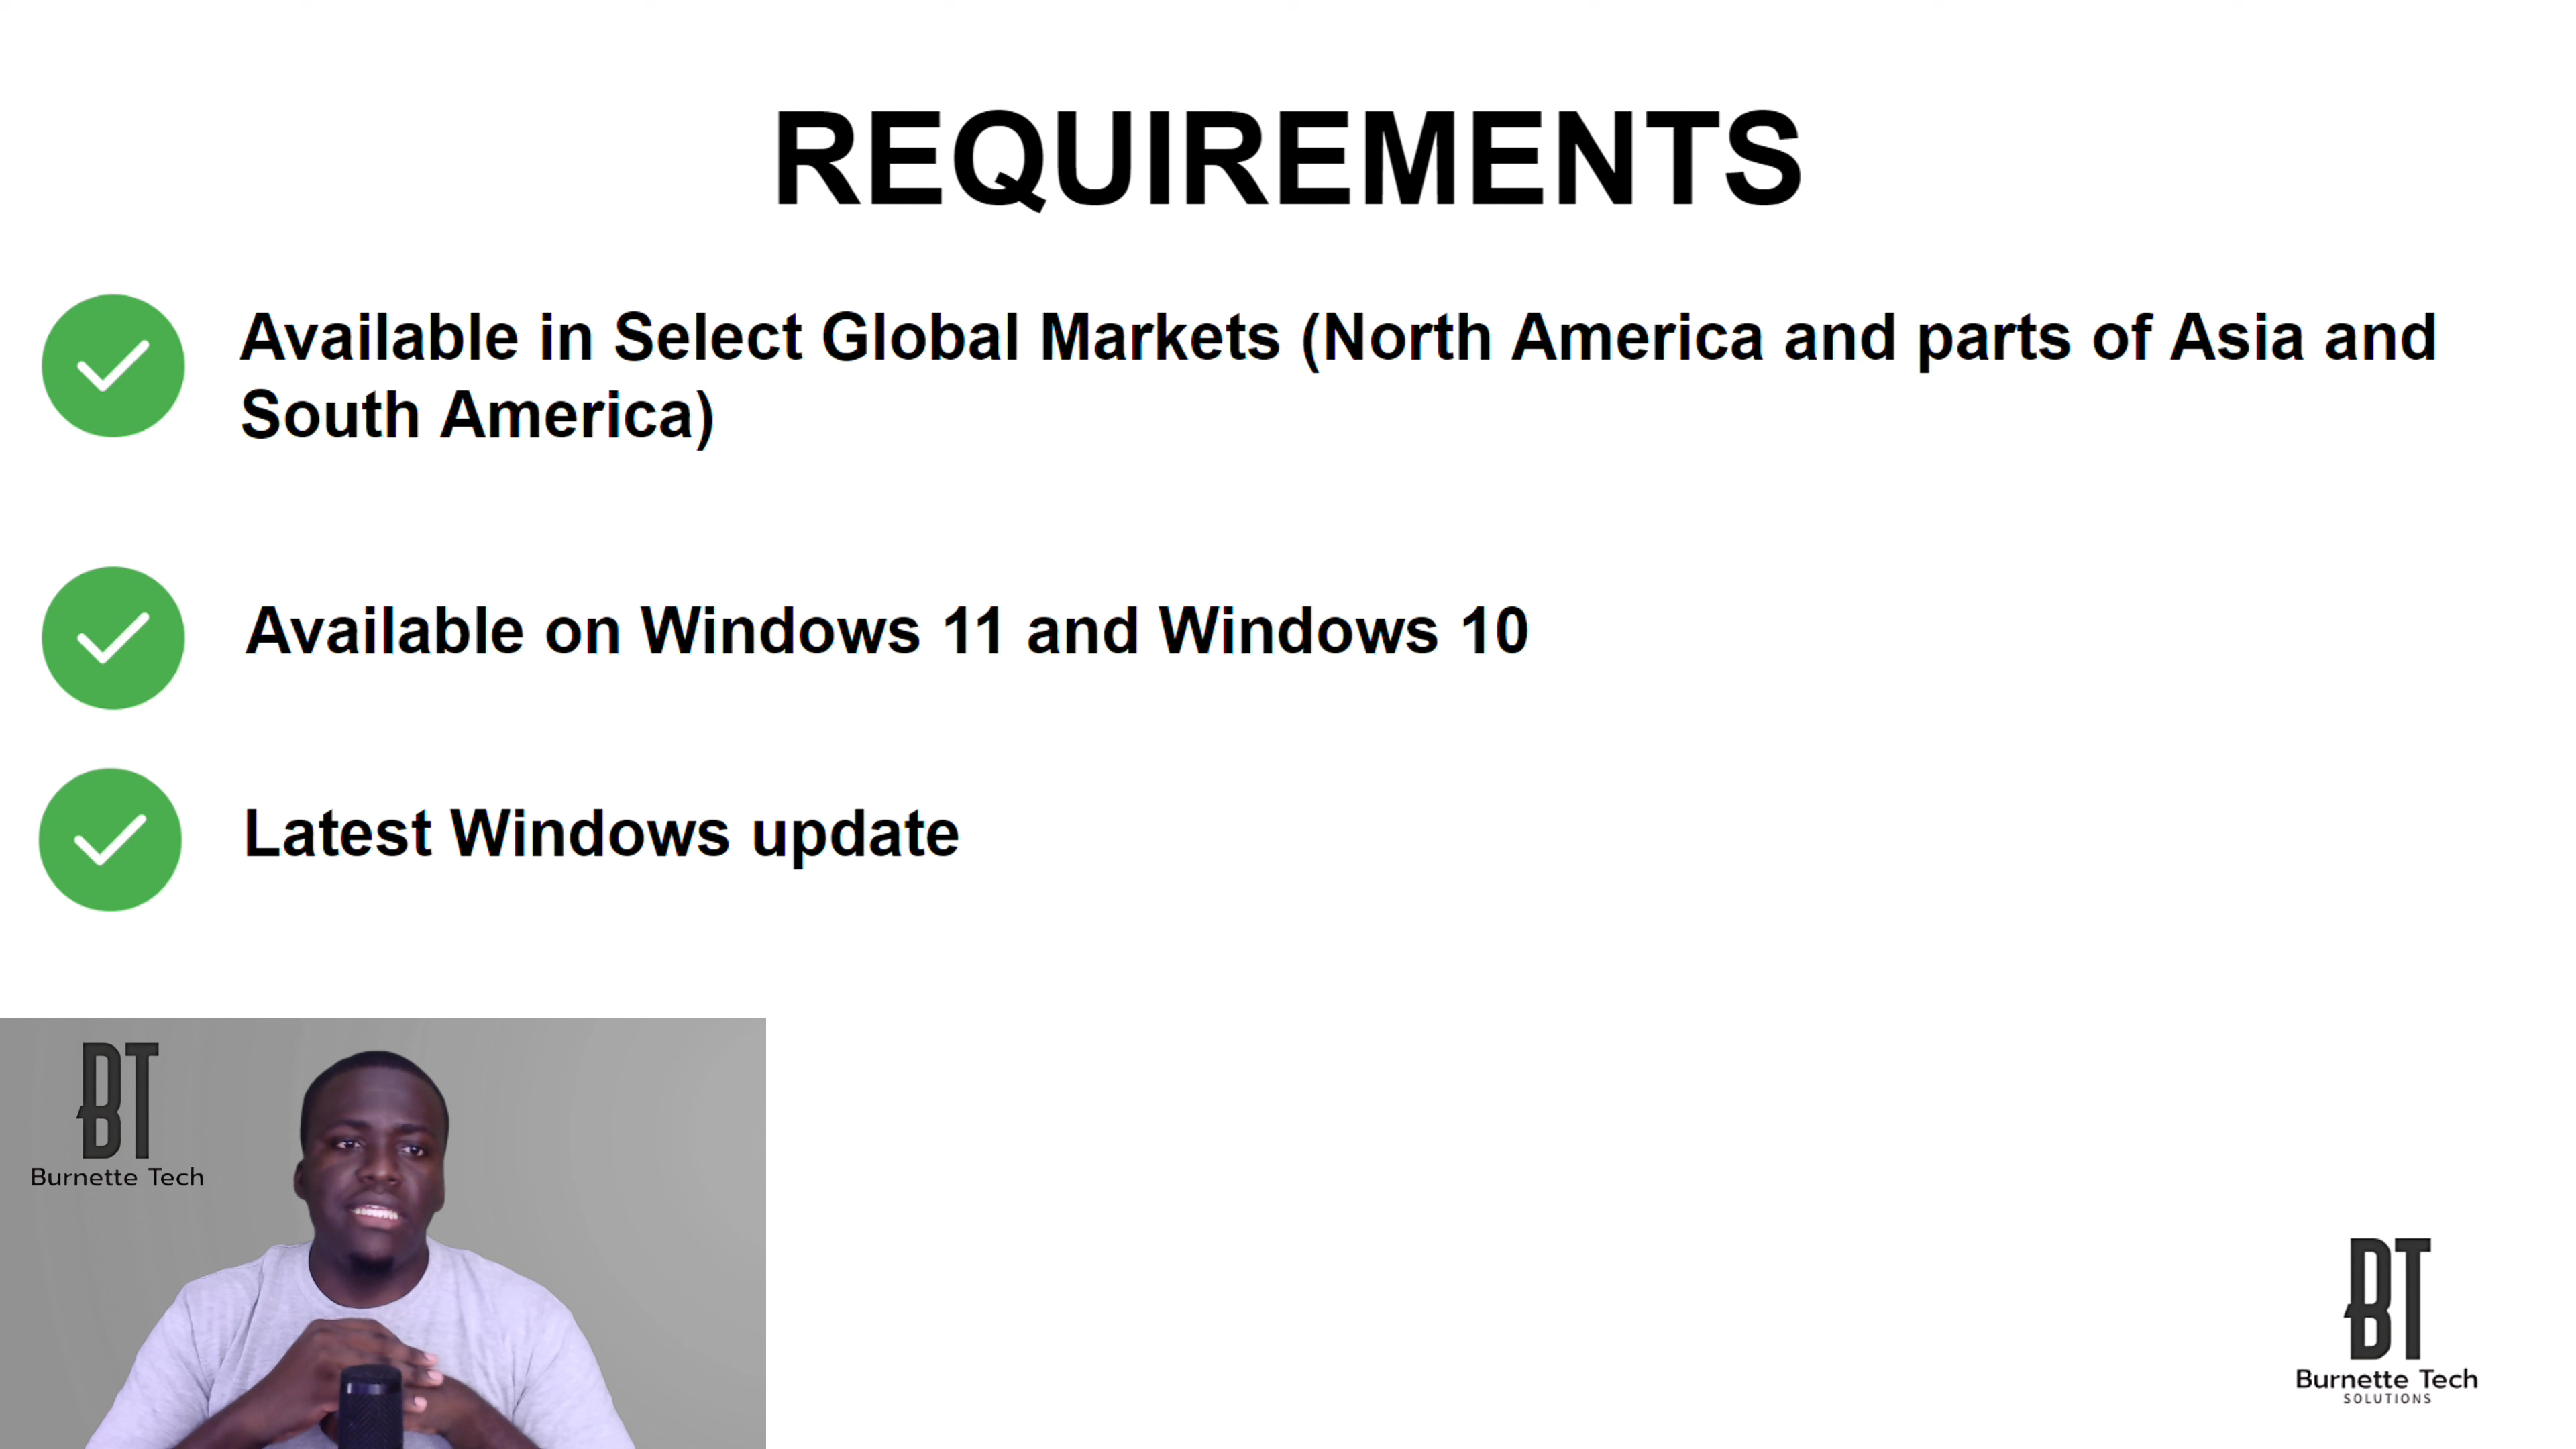 REQUIREMENTS
Available in Select Global Markets (North America and parts of Asia and
South America)
Available on Windows 11 and Windows 10
Latest Windows update
BT
Burnette Tech
BT
Burnette Tech
SOLUTIONS